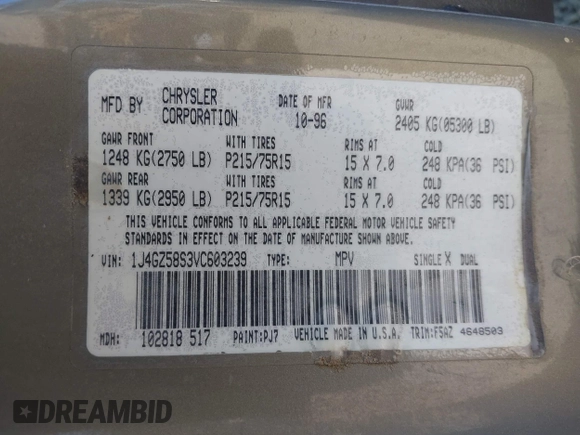 MFD BY CHRYSLER CORPORATION DATE OF MFR 10-96 GVWR 2405 KG(05300 LB)
GAWR FRONT WITH TIRES RIMS AT COLD
1248 KG(2750 LB) P215/75R15 15 X 7.0 248 KPA(36 PSI)
GAWR REAR WITH TIRES RIMS AT COLD
1339 KG(2950 LB) P215/75R15 15 X 7.0 248 KPA(36 PSI)
THIS VEHICLE CONFORMS TO ALL APPLICABLE FEDERAL MOTOR VEHICLE SAFETY
STANDARDS IN EFFECT ON THE DATE OF MANUFACTURE SHOWN ABOVE.
VIN: 1J4GZ58S3VC603239 TYPE: MPV SINGLE X DUAL
MDH: 102818 517 PAINT:PJ7 VEHICLE MADE IN U.S.A. TRIM:F5AZ 4648503
DREAMBID